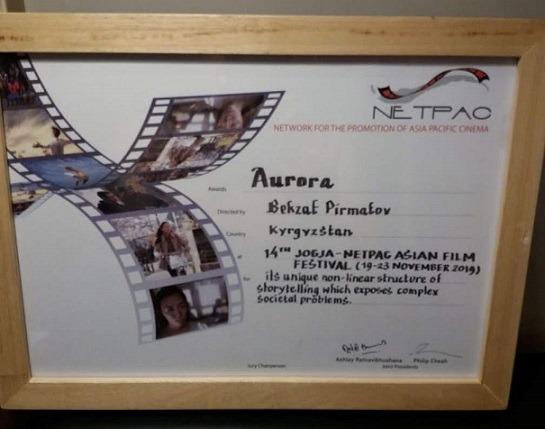 NETPAC
NETWORK FOR THE PROMOTION OF ASIA PACIFIC CINEMA
Awards Aurora
Directed by Bekzat Pirmatov
Country Kyrgyzstan
at 14TH JOGJA-NETPAC ASIAN FILM
FESTIVAL (19-23 NOVEMBER 2019)
for its unique non-linear structure of
storytelling which exposes complex
societal problems.
Ashley Ratnavibhushana Philip Cheah
Jury Chairperson Joint Presidents